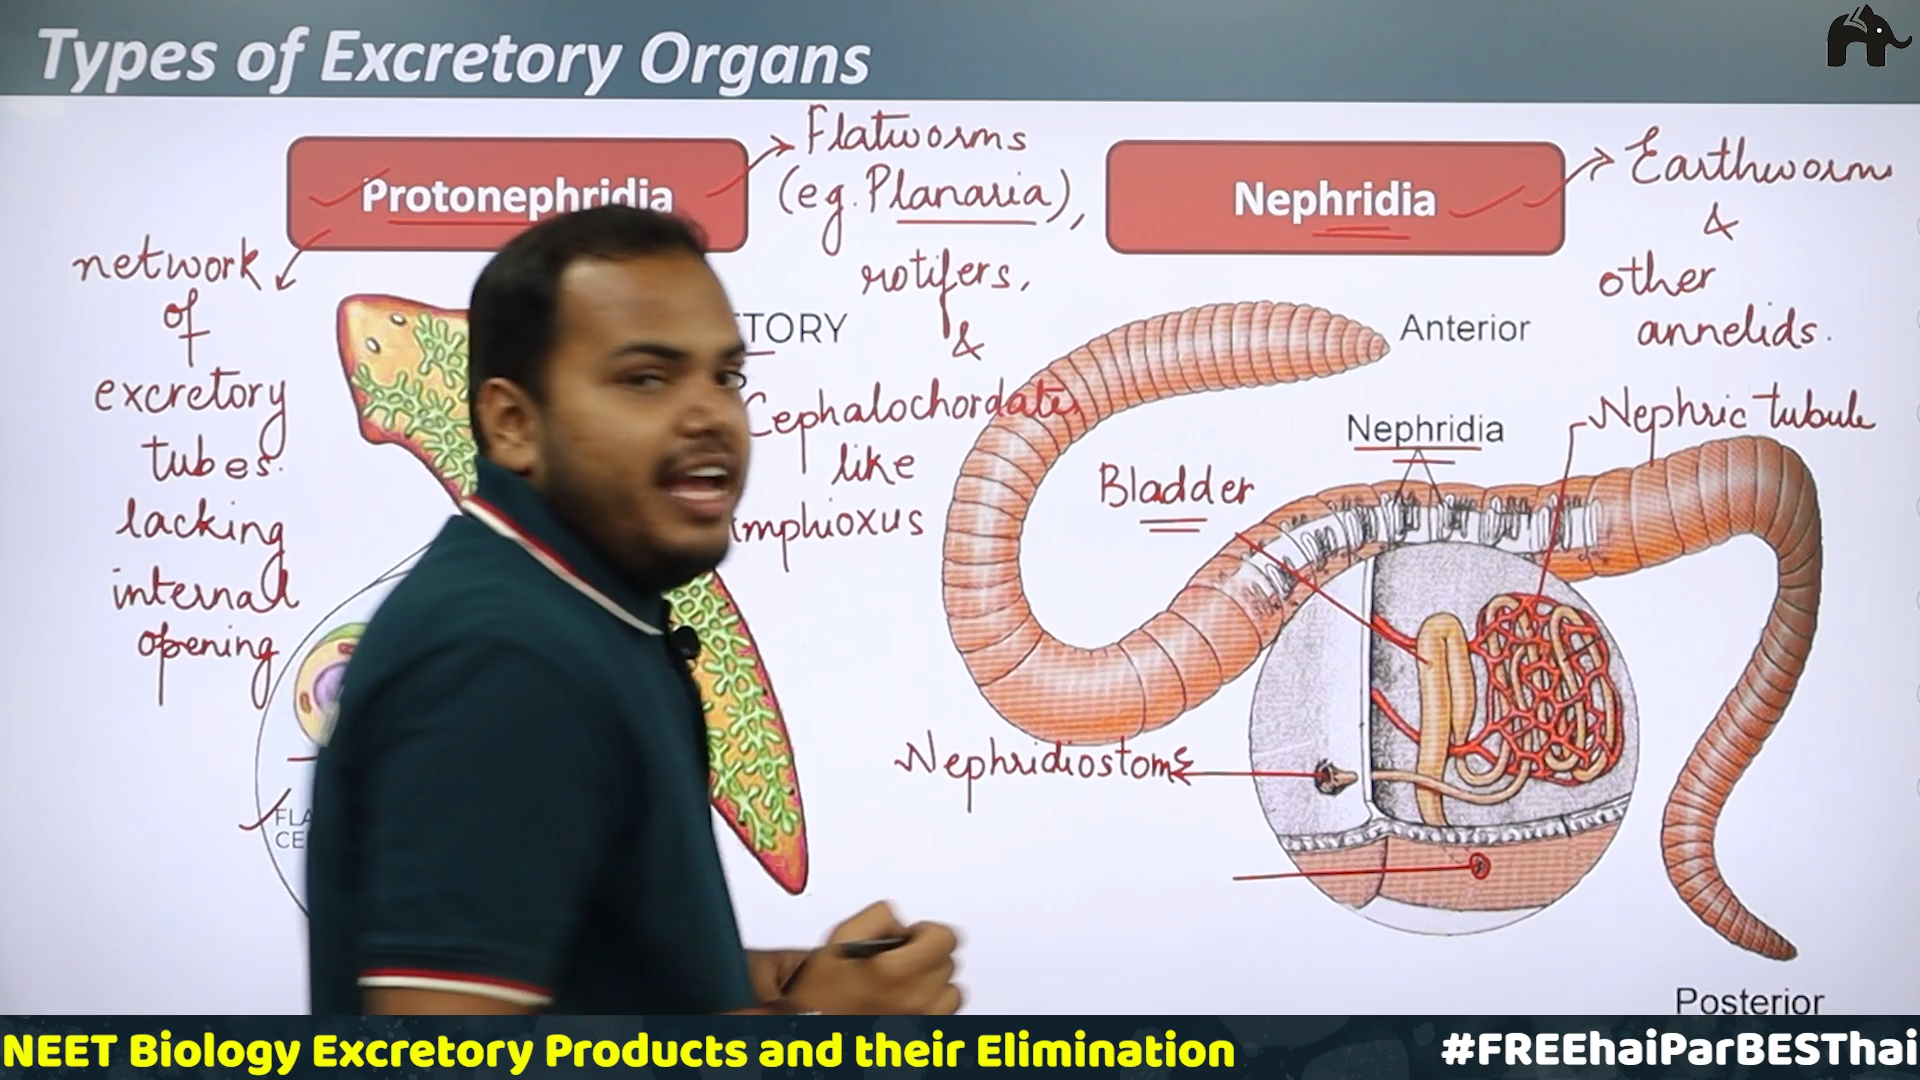 Types of Excretory Organs
Protonephridia
Flatworms
(eg. Planaria),
rotifers,
&
Cephalochordates
like
network
of
excretory
tubes
lacking
internal
opening
Nephridia
Earthworm
&
other
annelids.
Anterior
Nephridia
Nephric tubule
Bladder
Nephridiostome
Posterior
NEET Biology Excretory Products and their Elimination
#FREEhaiParBESThai